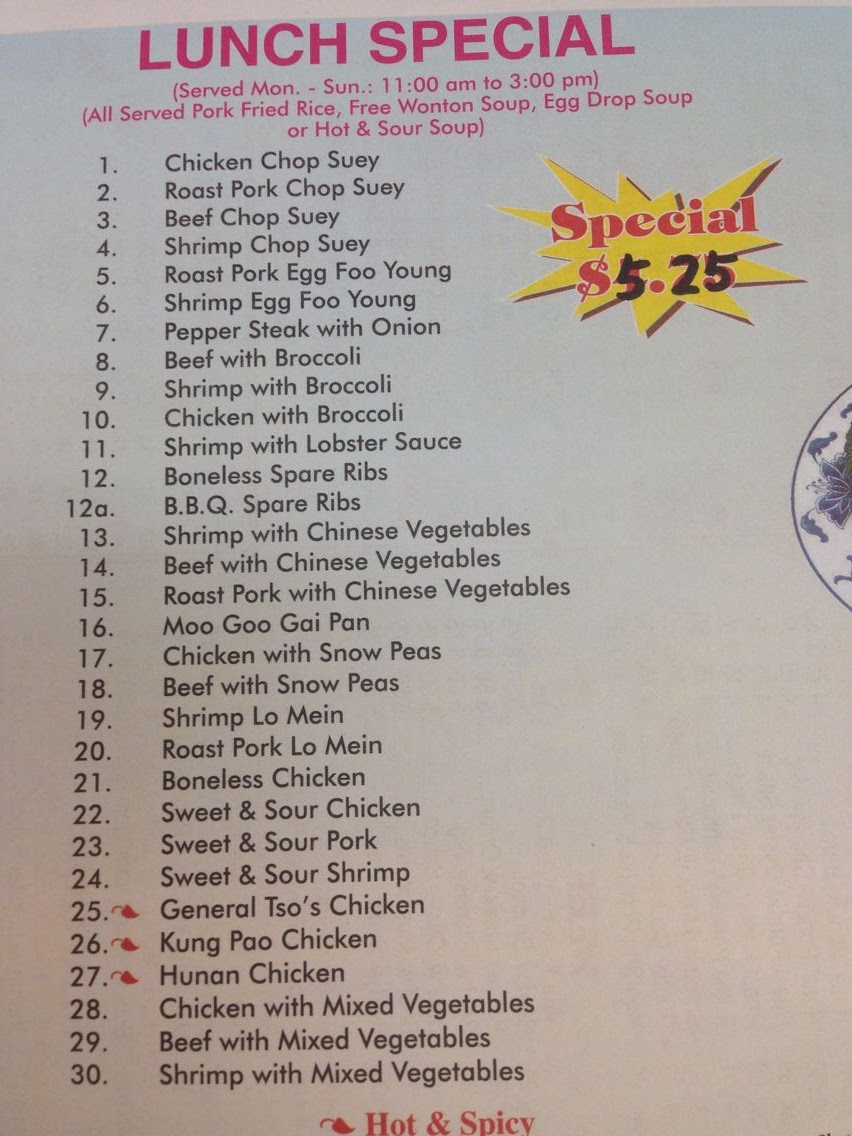 LUNCH SPECIAL
(Served Mon. - Sun.: 11:00 am to 3:00 pm)
(All Served Pork Fried Rice, Free Wonton Soup, Egg Drop Soup
or Hot & Sour Soup)
Special
$5.25
1. Chicken Chop Suey
2. Roast Pork Chop Suey
3. Beef Chop Suey
4. Shrimp Chop Suey
5. Roast Pork Egg Foo Young
6. Shrimp Egg Foo Young
7. Pepper Steak with Onion
8. Beef with Broccoli
9. Shrimp with Broccoli
10. Chicken with Broccoli
11. Shrimp with Lobster Sauce
12. Boneless Spare Ribs
12a. B.B.Q. Spare Ribs
13. Shrimp with Chinese Vegetables
14. Beef with Chinese Vegetables
15. Roast Pork with Chinese Vegetables
16. Moo Goo Gai Pan
17. Chicken with Snow Peas
18. Beef with Snow Peas
19. Shrimp Lo Mein
20. Roast Pork Lo Mein
21. Boneless Chicken
22. Sweet & Sour Chicken
23. Sweet & Sour Pork
24. Sweet & Sour Shrimp
25. General Tso's Chicken
26. Kung Pao Chicken
27. Hunan Chicken
28. Chicken with Mixed Vegetables
29. Beef with Mixed Vegetables
30. Shrimp with Mixed Vegetables
Hot & Spicy